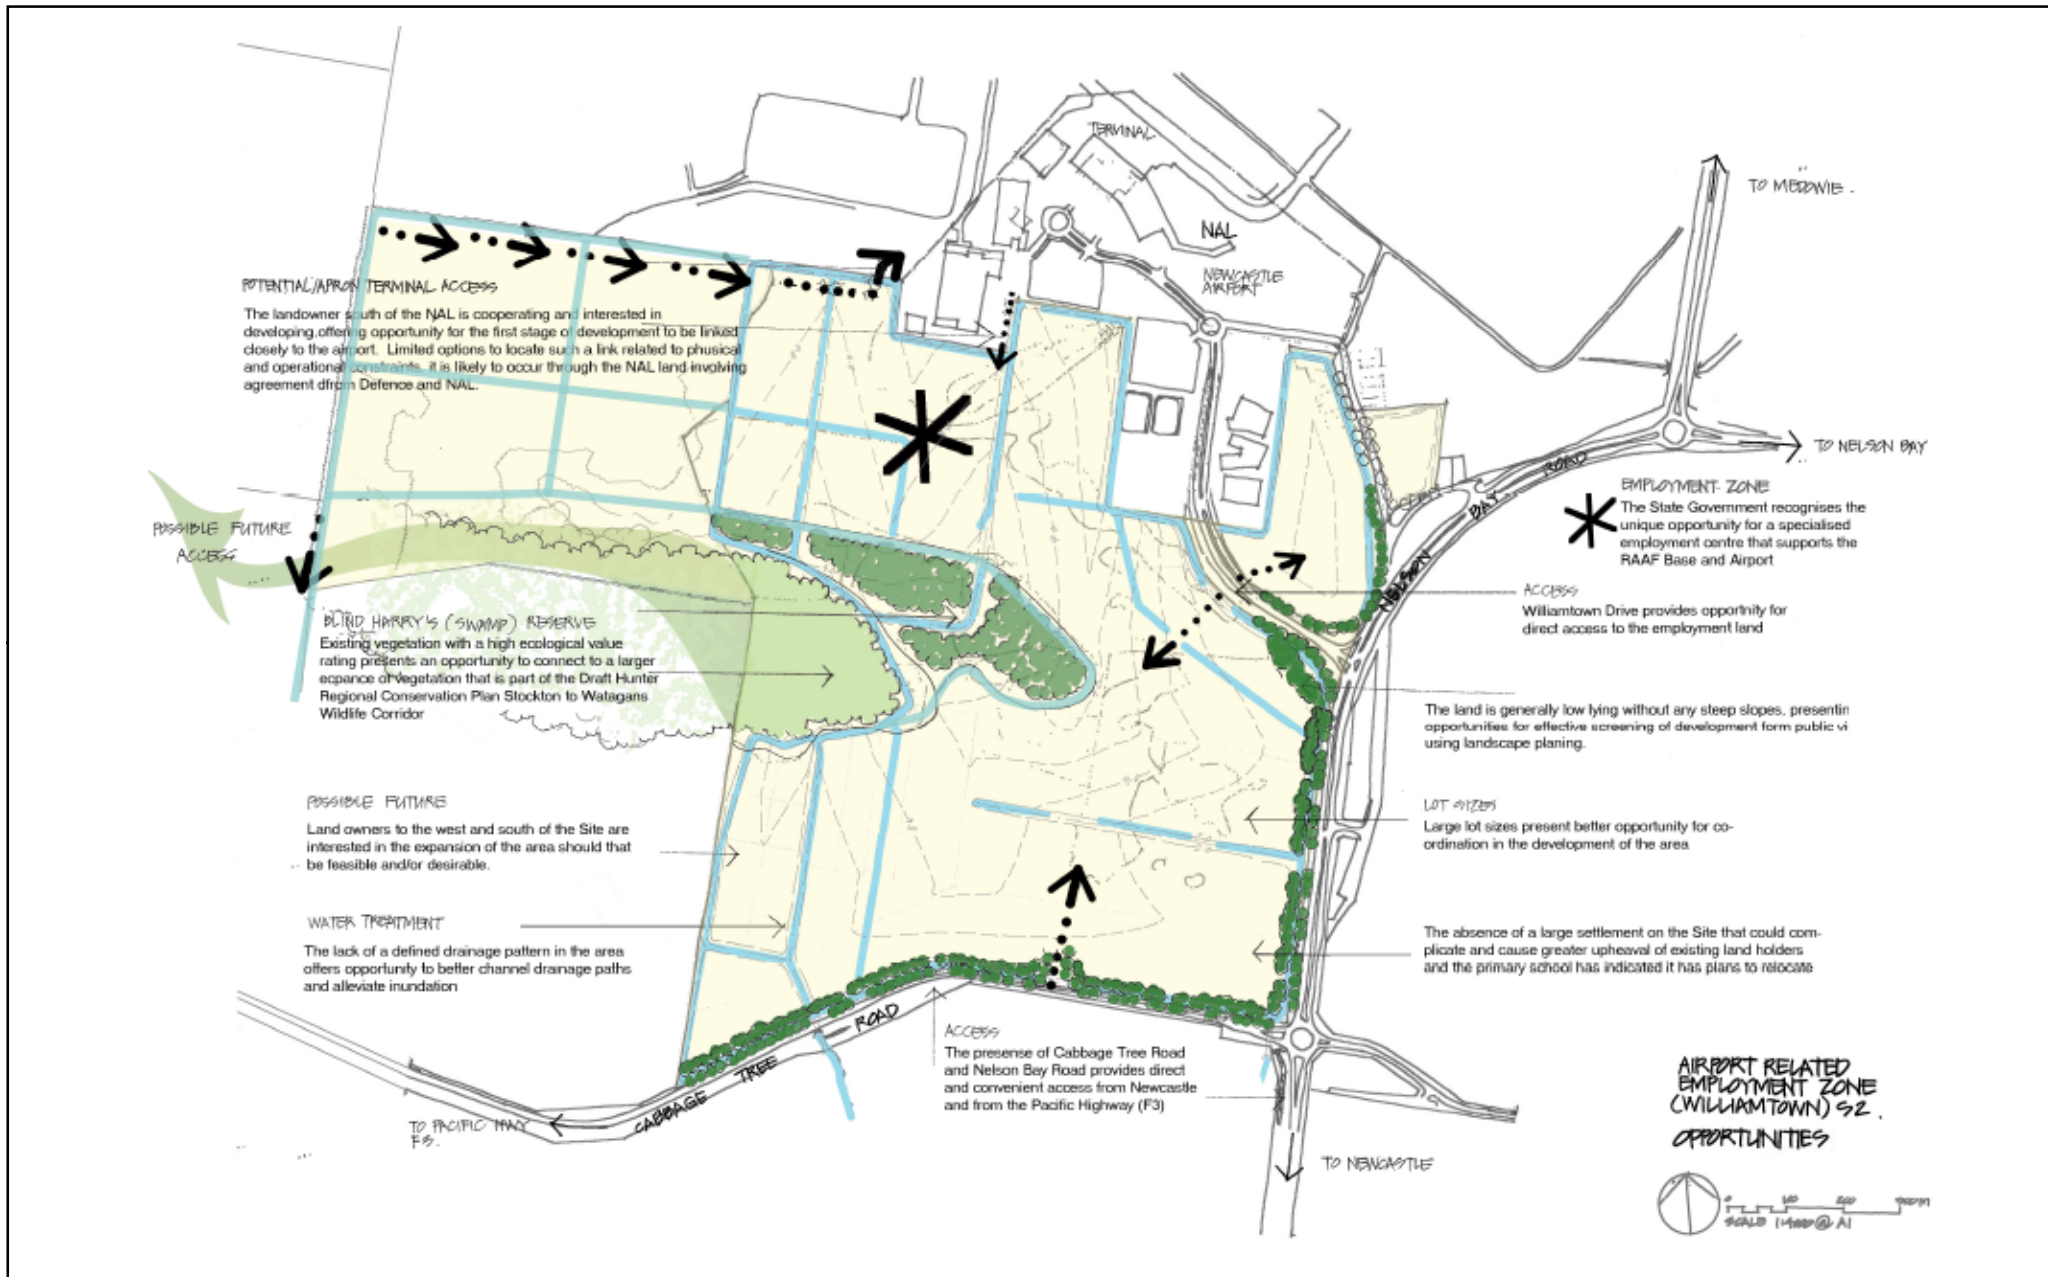 TERMINAL
TO MEDOWIE.
NAL
NEWCASTLE
AIRPORT
POTENTIAL/APRON TERMINAL ACCESS
The landowner south of the NAL is cooperating and interested in
developing,offering opportunity for the first stage of development to be linked
closely to the airport. Limited options to locate such a link related to phusical
and operational constraints, it is likely to occur through the NAL land involving
agreement dfrom Defence and NAL.
TO NELSON BAY
NELSON BAY ROAD
EMPLOYMENT ZONE
The State Government recognises the
unique opportunity for a specialised
employment centre that supports the
RAAF Base and Airport
POSSIBLE FUTURE
ACCESS
ACCESS
Williamtown Drive provides opportnity for
direct access to the employment land
BLIND HARRY'S (SWAMP) RESERVE
Existing vegetation with a high ecological value
rating presents an opportunity to connect to a larger
ecpance of vegetation that is part of the Draft Hunter
Regional Conservation Plan Stockton to Watagans
Wildlife Corridor
The land is generally low lying without any steep slopes, presentin
opportunities for effective screening of development form public vi
using landscape planing.
POSSIBLE FUTURE
Land owners to the west and south of the Site are
interested in the expansion of the area should that
be feasible and/or desirable.
LOT SIZES
Large lot sizes present better opportunity for co-
ordination in the development of the area
WATER TREATMENT
The lack of a defined drainage pattern in the area
offers opportunity to better channel drainage paths
and alleviate inundation
The absence of a large settlement on the Site that could com-
plicate and cause greater upheaval of existing land holders
and the primary school has indicated it has plans to relocate
CABBAGE TREE ROAD
ACCESS
The presense of Cabbage Tree Road
and Nelson Bay Road provides direct
and convenient access from Newcastle
and from the Pacific Highway (F3)
TO PACIFIC HWAY
F3.
TO NEWCASTLE
AIRPORT RELATED
EMPLOYMENT ZONE
(WILLIAMTOWN) S2.
OPPORTUNITIES
0 100 200
SCALE @ A1